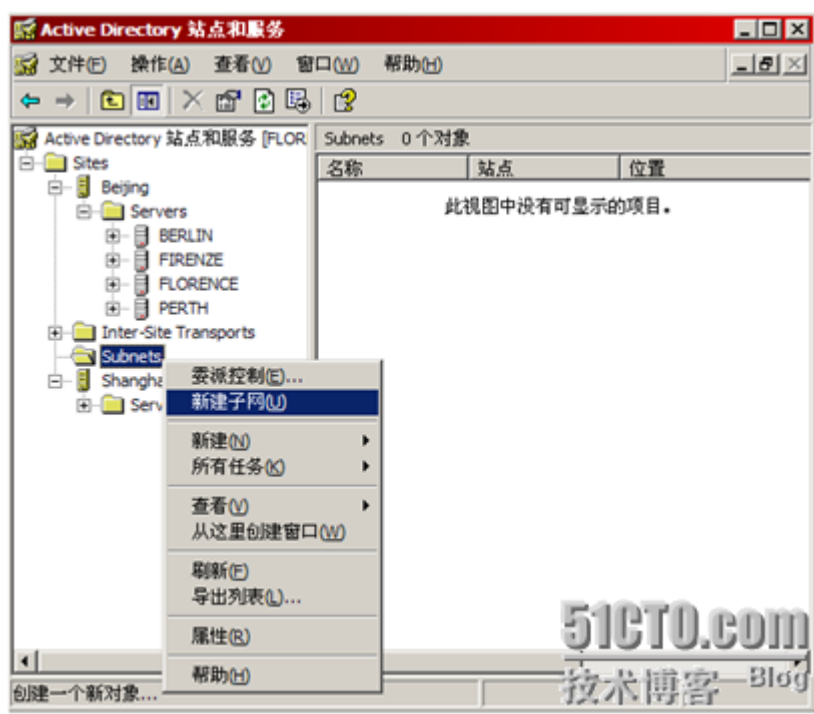 Active Directory 站点和服务
文件(F) 操作(A) 查看(V) 窗口(W) 帮助(H)
Active Directory 站点和服务 [FLOR
Subnets 0 个对象
Sites
名称 站点 位置
Beijing
此视图中没有可显示的项目。
Servers
BERLIN
FIRENZE
FLORENCE
PERTH
Inter-Site Transports
Subnets
Shangha
Serv
委派控制(E)...
新建子网(U)
新建(N)
所有任务(K)
查看(V)
从这里创建窗口(W)
刷新(F)
导出列表(L)...
属性(R)
帮助(H)
创建一个新对象...
51CTO.com
技术博客 Blog